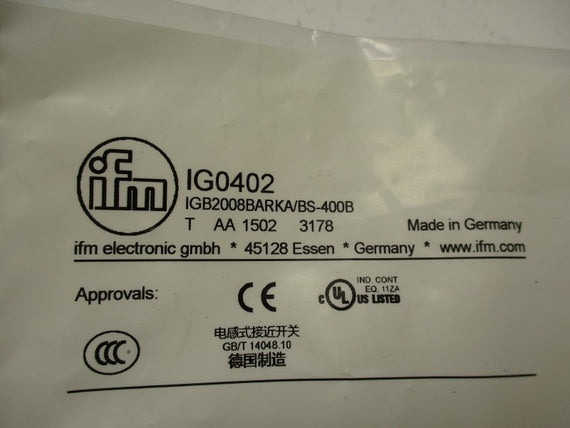 ifm
IG0402
IGB2008BARKA/BS-400B
T AA 1502 3178 Made in Germany
ifm electronic gmbh * 45128 Essen * Germany * www.ifm.com
Approvals:
CE
C UL US LISTED
IND. CONT
EQ. 11ZA
CCC
电感式接近开关
GB/T 14048.10
德国制造